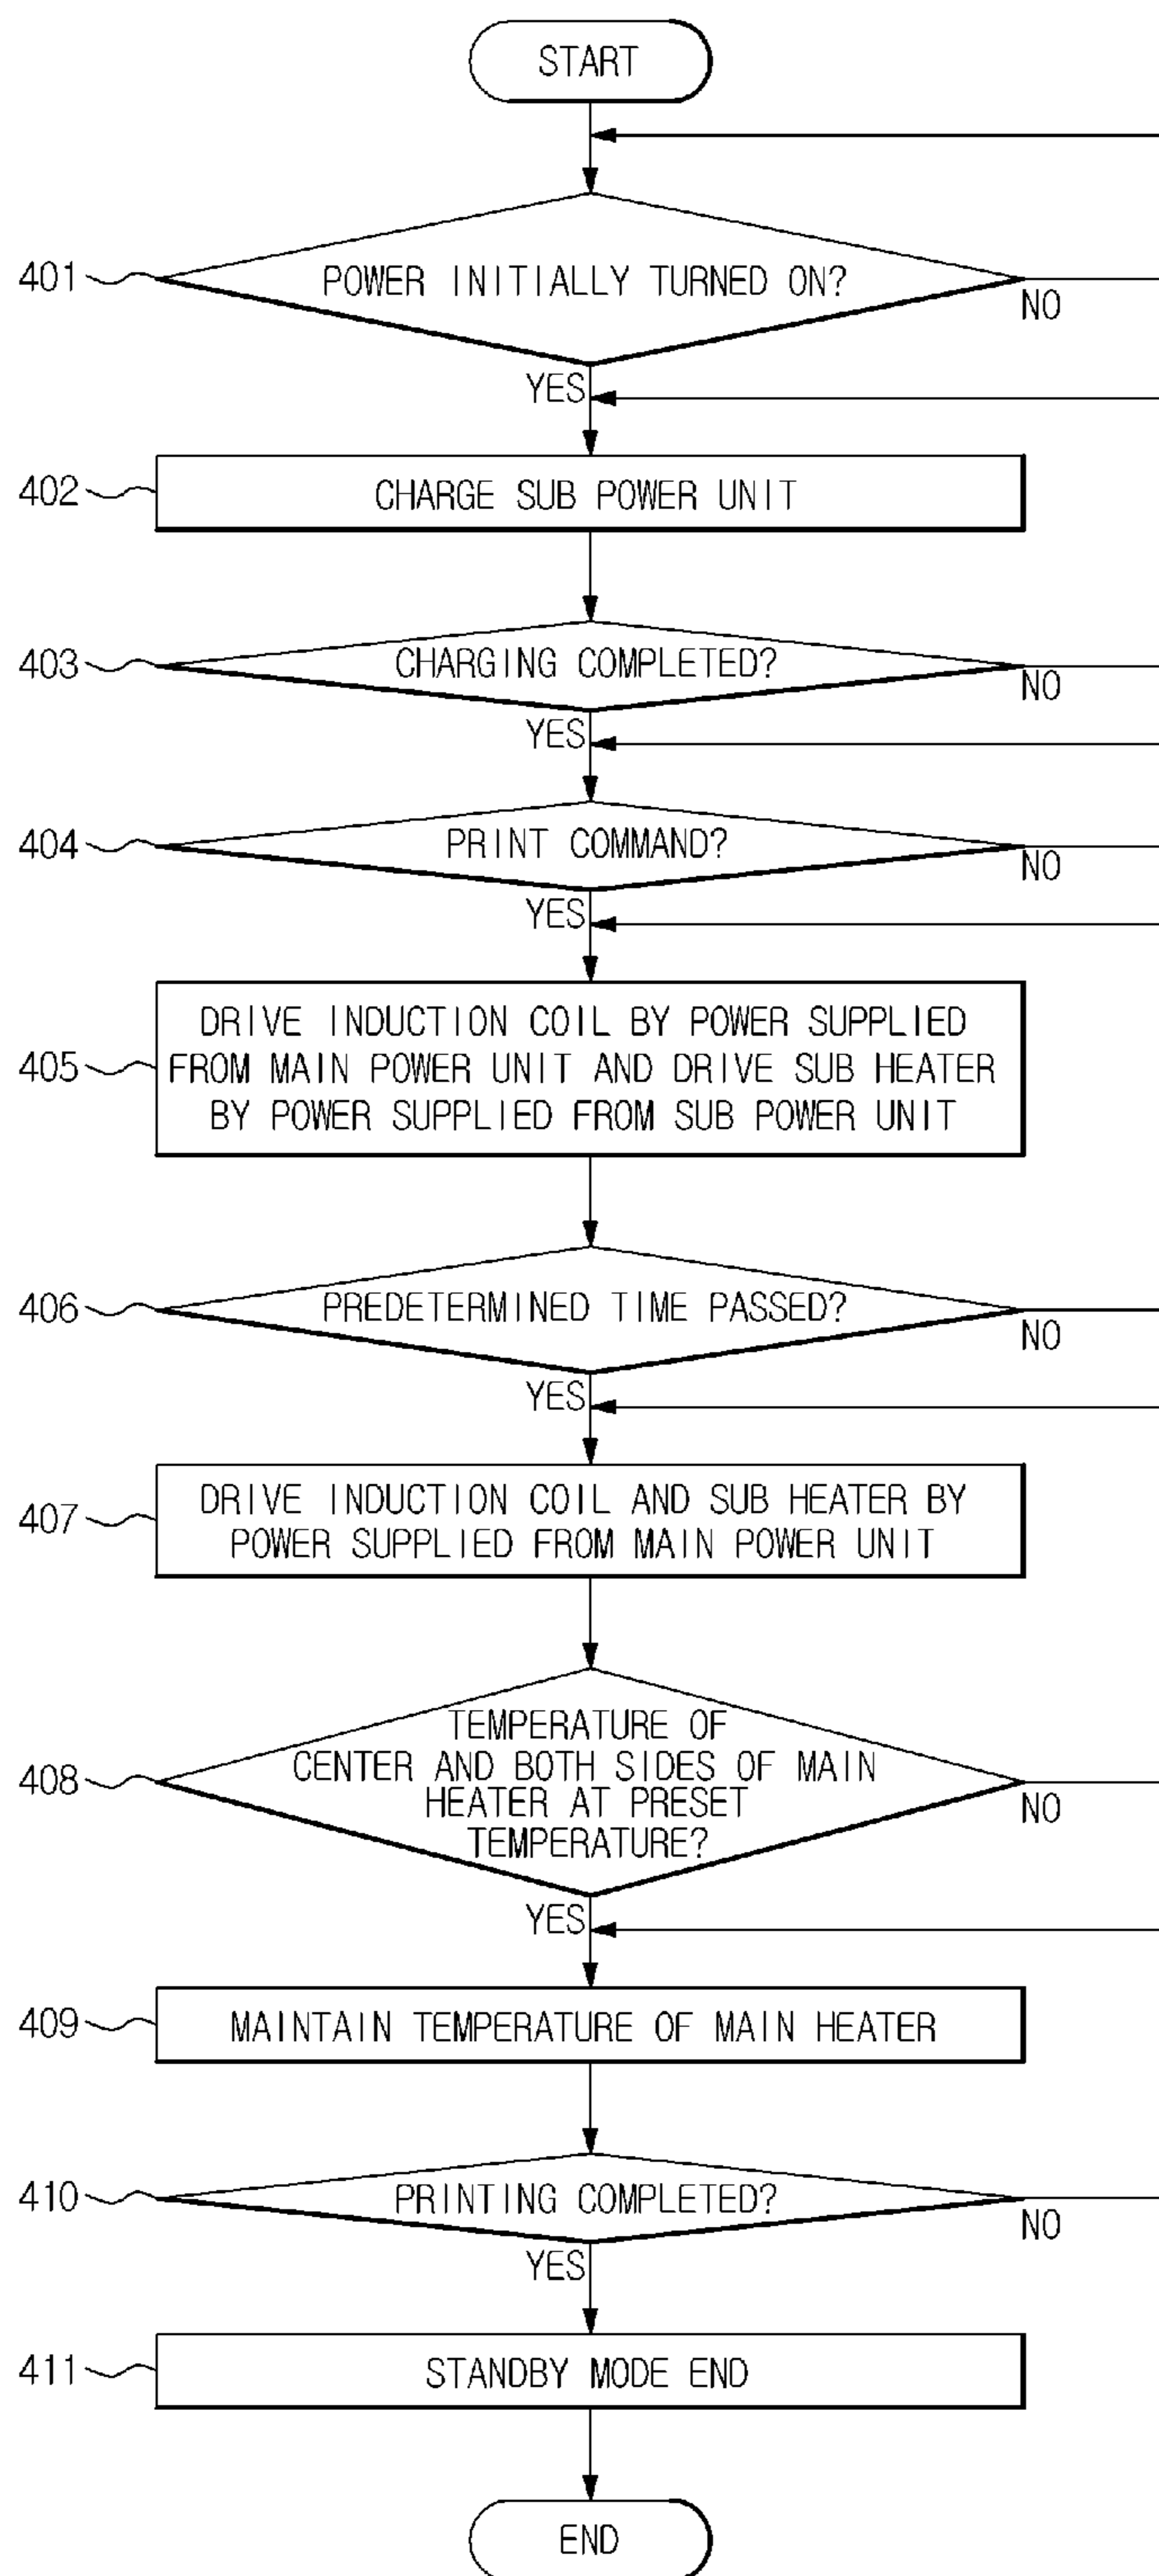 START
401
POWER INITIALLY TURNED ON?
NO
YES
402
CHARGE SUB POWER UNIT
403
CHARGING COMPLETED?
NO
YES
404
PRINT COMMAND?
NO
YES
405
DRIVE INDUCTION COIL BY POWER SUPPLIED
FROM MAIN POWER UNIT AND DRIVE SUB HEATER
BY POWER SUPPLIED FROM SUB POWER UNIT
406
PREDETERMINED TIME PASSED?
NO
YES
407
DRIVE INDUCTION COIL AND SUB HEATER BY
POWER SUPPLIED FROM MAIN POWER UNIT
408
TEMPERATURE OF
CENTER AND BOTH SIDES OF MAIN
HEATER AT PRESET
TEMPERATURE?
NO
YES
409
MAINTAIN TEMPERATURE OF MAIN HEATER
410
PRINTING COMPLETED?
NO
YES
411
STANDBY MODE END
END